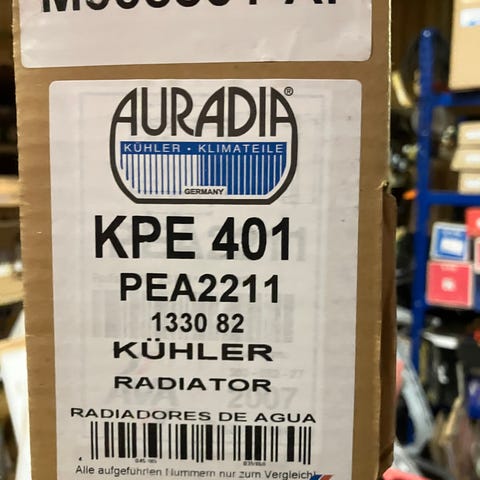 AURADIA®
KÜHLER • KLIMATEILE
GERMANY
KPE 401
PEA2211
1330 82
KÜHLER
RADIATOR
RADIADORES DE AGUA
Alle aufgeführten Nummern nur zum Vergleich!